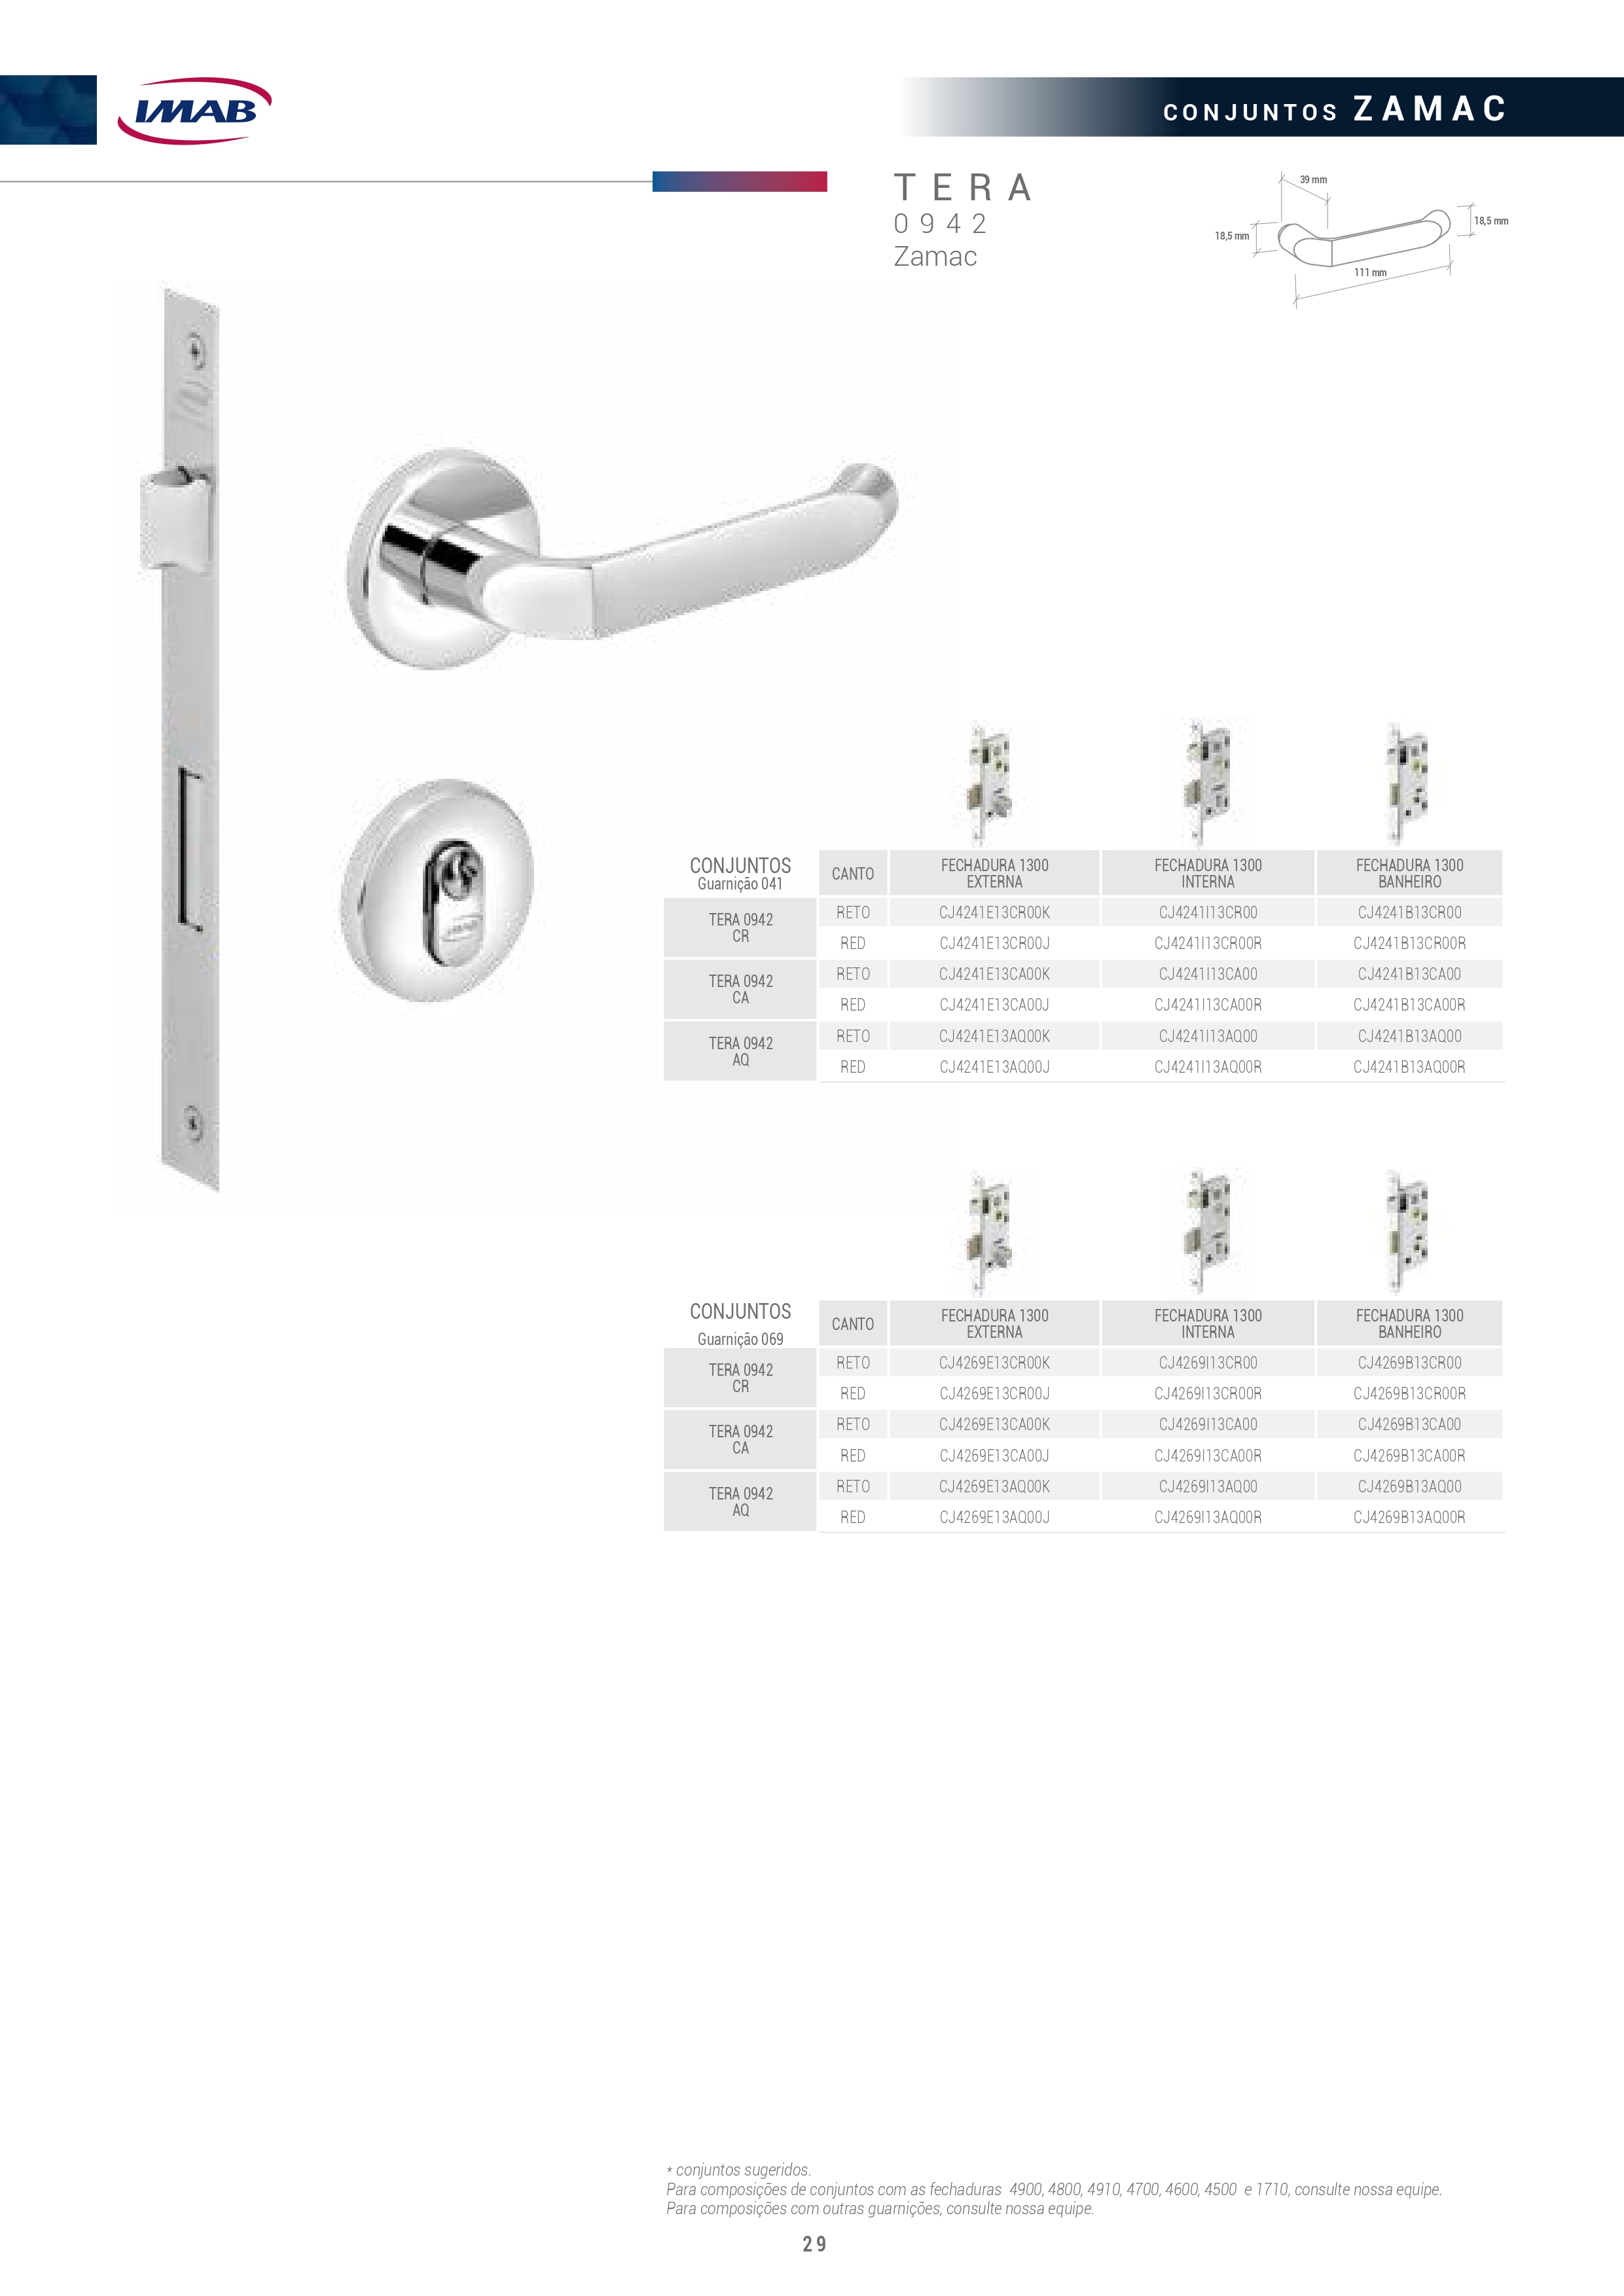 IMAB
CONJUNTOS ZAMAC
TERA
0942
Zamac
39 mm
18,5 mm
18,5 mm
111 mm
CONJUNTOS
Guarnição 041
CANTO
FECHADURA 1300
EXTERNA
FECHADURA 1300
INTERNA
FECHADURA 1300
BANHEIRO
TERA 0942
CR
RETO CJ4241E13CR00K CJ4241I13CR00 CJ4241B13CR00
RED CJ4241E13CR00J CJ4241I13CR00R CJ4241B13CR00R
TERA 0942
CA
RETO CJ4241E13CA00K CJ4241I13CA00 CJ4241B13CA00
RED CJ4241E13CA00J CJ4241I13CA00R CJ4241B13CA00R
TERA 0942
AQ
RETO CJ4241E13AQ00K CJ4241I13AQ00 CJ4241B13AQ00
RED CJ4241E13AQ00J CJ4241I13AQ00R CJ4241B13AQ00R
CONJUNTOS
Guarnição 069
CANTO
FECHADURA 1300
EXTERNA
FECHADURA 1300
INTERNA
FECHADURA 1300
BANHEIRO
TERA 0942
CR
RETO CJ4269E13CR00K CJ4269I13CR00 CJ4269B13CR00
RED CJ4269E13CR00J CJ4269I13CR00R CJ4269B13CR00R
TERA 0942
CA
RETO CJ4269E13CA00K CJ4269I13CA00 CJ4269B13CA00
RED CJ4269E13CA00J CJ4269I13CA00R CJ4269B13CA00R
TERA 0942
AQ
RETO CJ4269E13AQ00K CJ4269I13AQ00 CJ4269B13AQ00
RED CJ4269E13AQ00J CJ4269I13AQ00R CJ4269B13AQ00R
* conjuntos sugeridos.
Para composições de conjuntos com as fechaduras 4900, 4800, 4910, 4700, 4600, 4500 e 1710, consulte nossa equipe.
Para composições com outras guarnições, consulte nossa equipe.
29